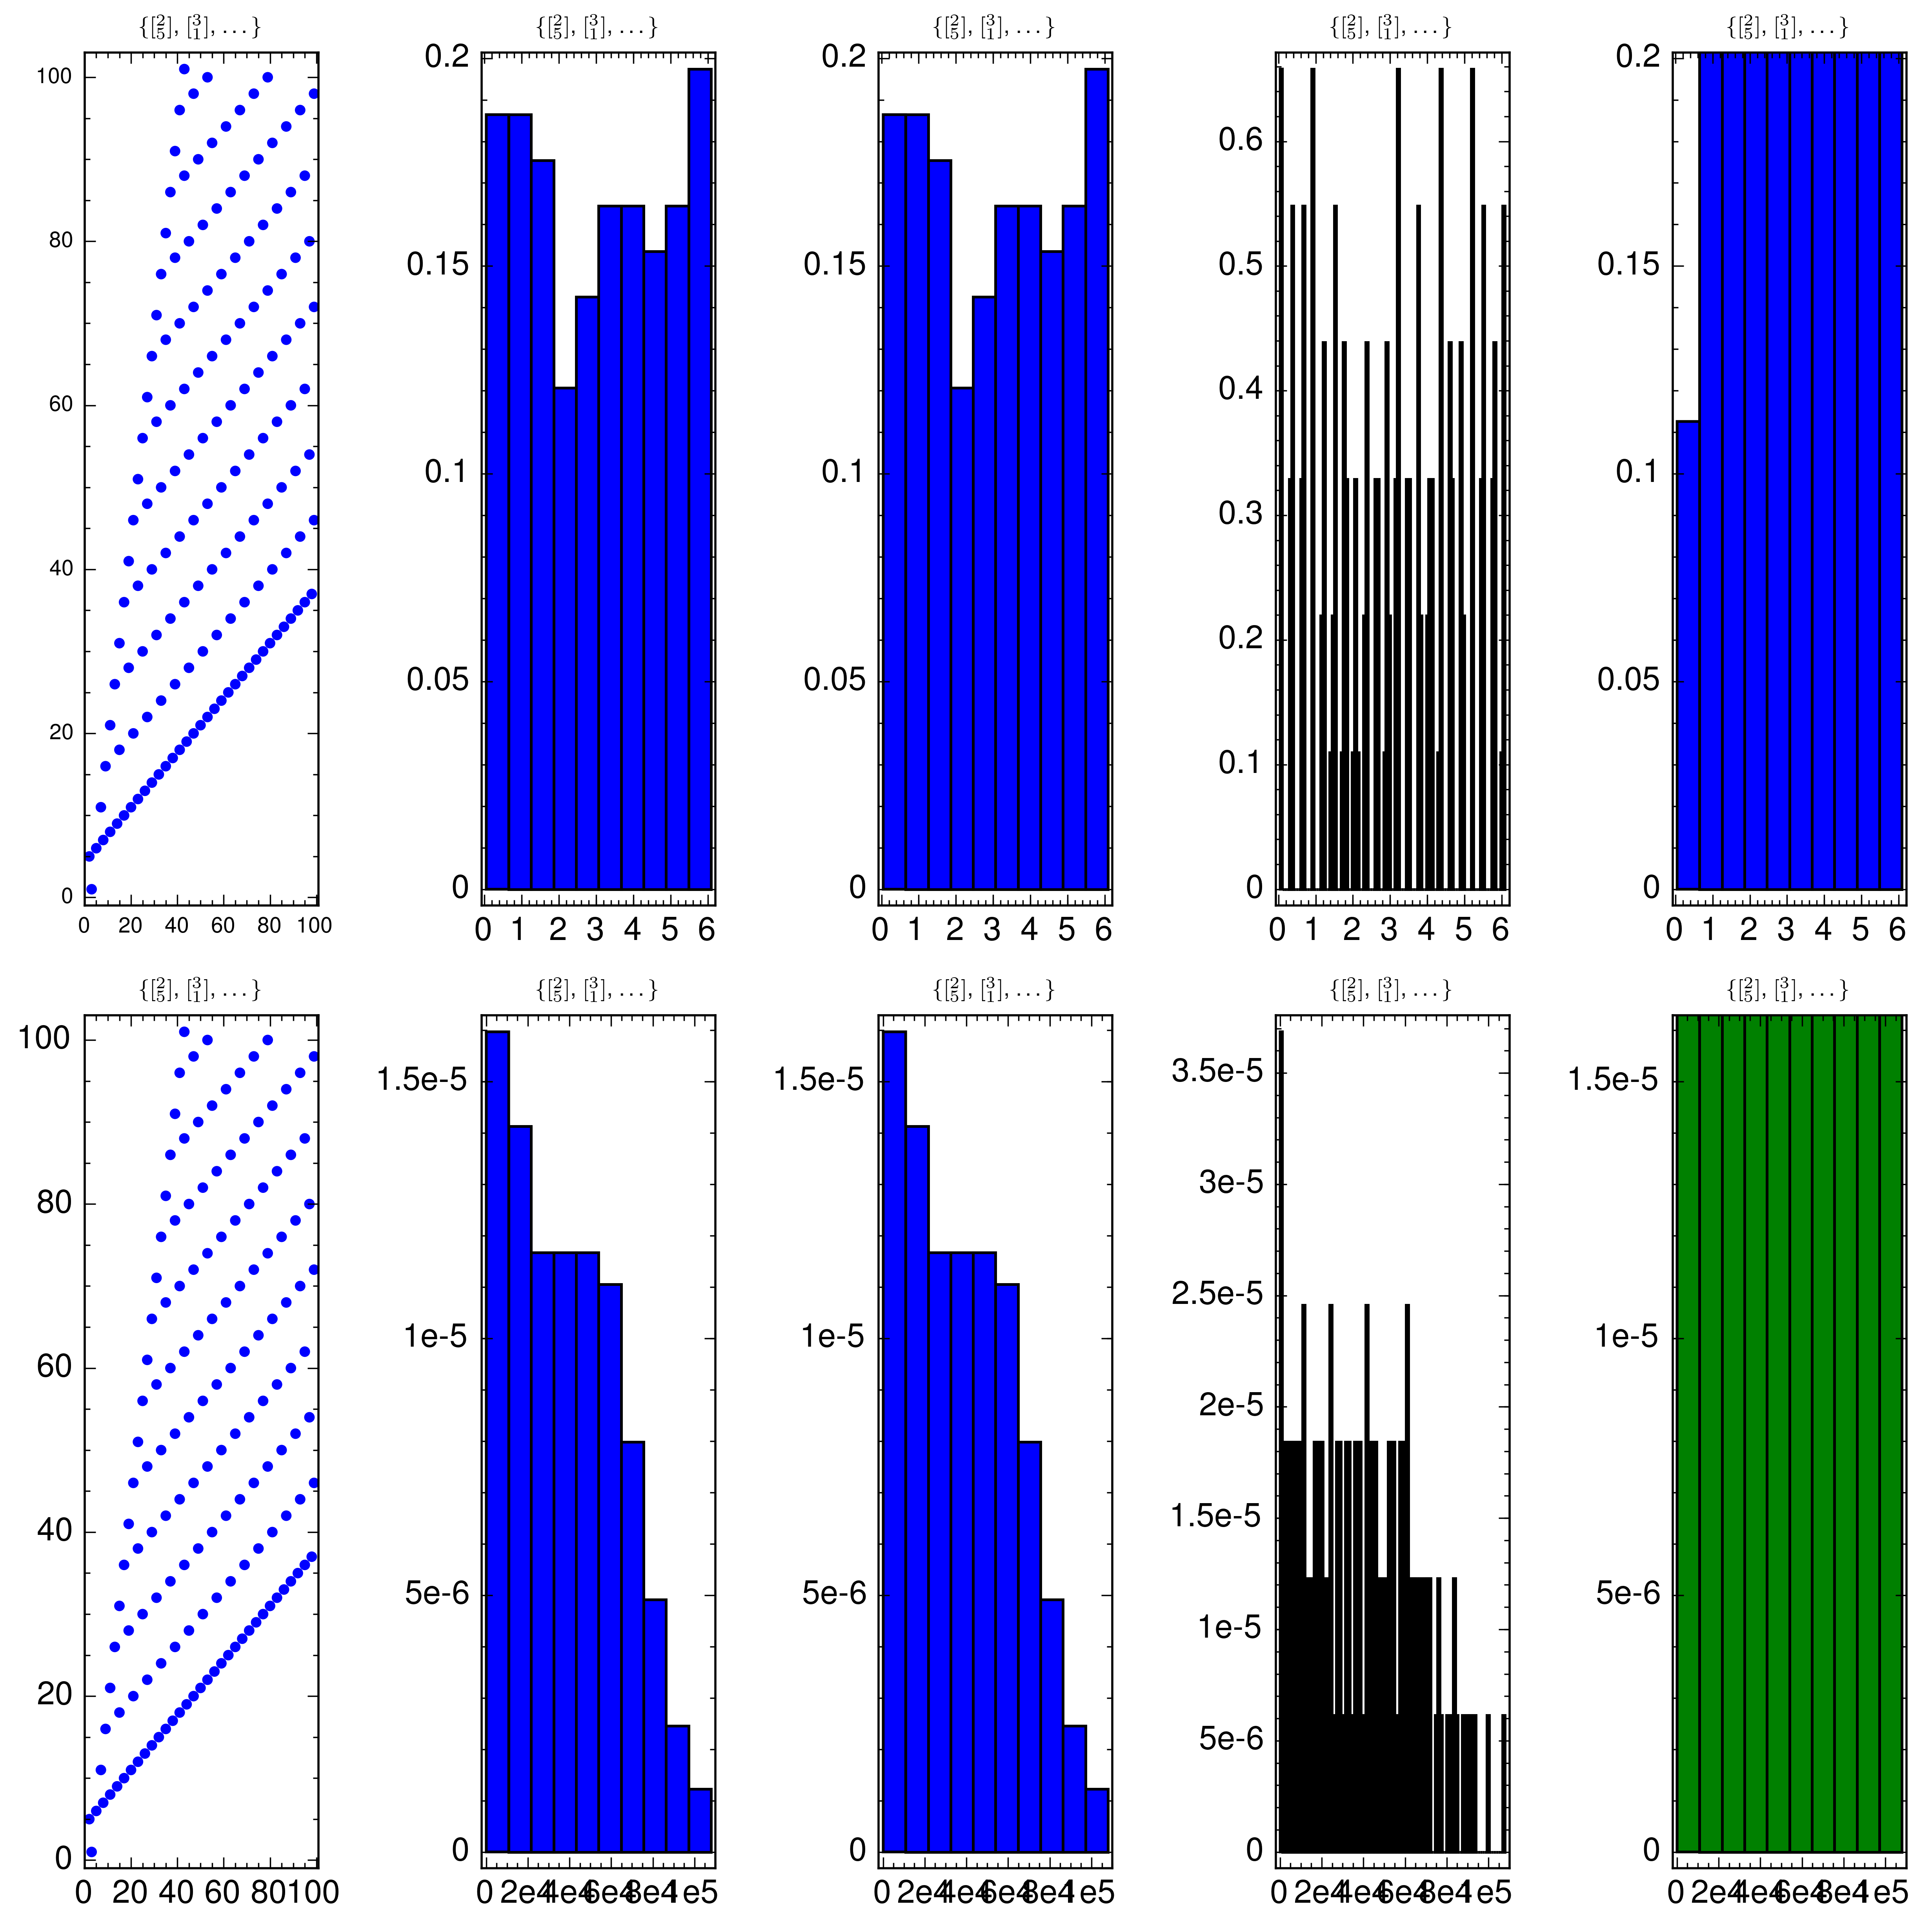 {[2 5], [3 1], ...} {[2 5], [3 1], ...} {[2 5], [3 1], ...} {[2 5], [3 1], ...} {[2 5], [3 1], ...}
100 0.2 0.2 0.6 0.2
80 0.15 0.15 0.5 0.15
60 0.1 0.1 0.4 0.1
40 0.05 0.05 0.3 0.05
20 0 0 0.2 0
0 0.1
0
0 20 40 60 80 100 0 1 2 3 4 5 6 0 1 2 3 4 5 6 0 1 2 3 4 5 6 0 1 2 3 4 5 6
{[2 5], [3 1], ...} {[2 5], [3 1], ...} {[2 5], [3 1], ...} {[2 5], [3 1], ...} {[2 5], [3 1], ...}
100 1.5e-5 1.5e-5 3.5e-5 1.5e-5
80 1e-5 1e-5 3e-5 1e-5
60 5e-6 5e-6 2.5e-5 5e-6
40 0 0 2e-5 0
20 1.5e-5
0 1e-5
5e-6
0
0 20 40 60 80 100 0 2e4 4e4 6e4 8e4 1e5 0 2e4 4e4 6e4 8e4 1e5 0 2e4 4e4 6e4 8e4 1e5 0 2e4 4e4 6e4 8e4 1e5